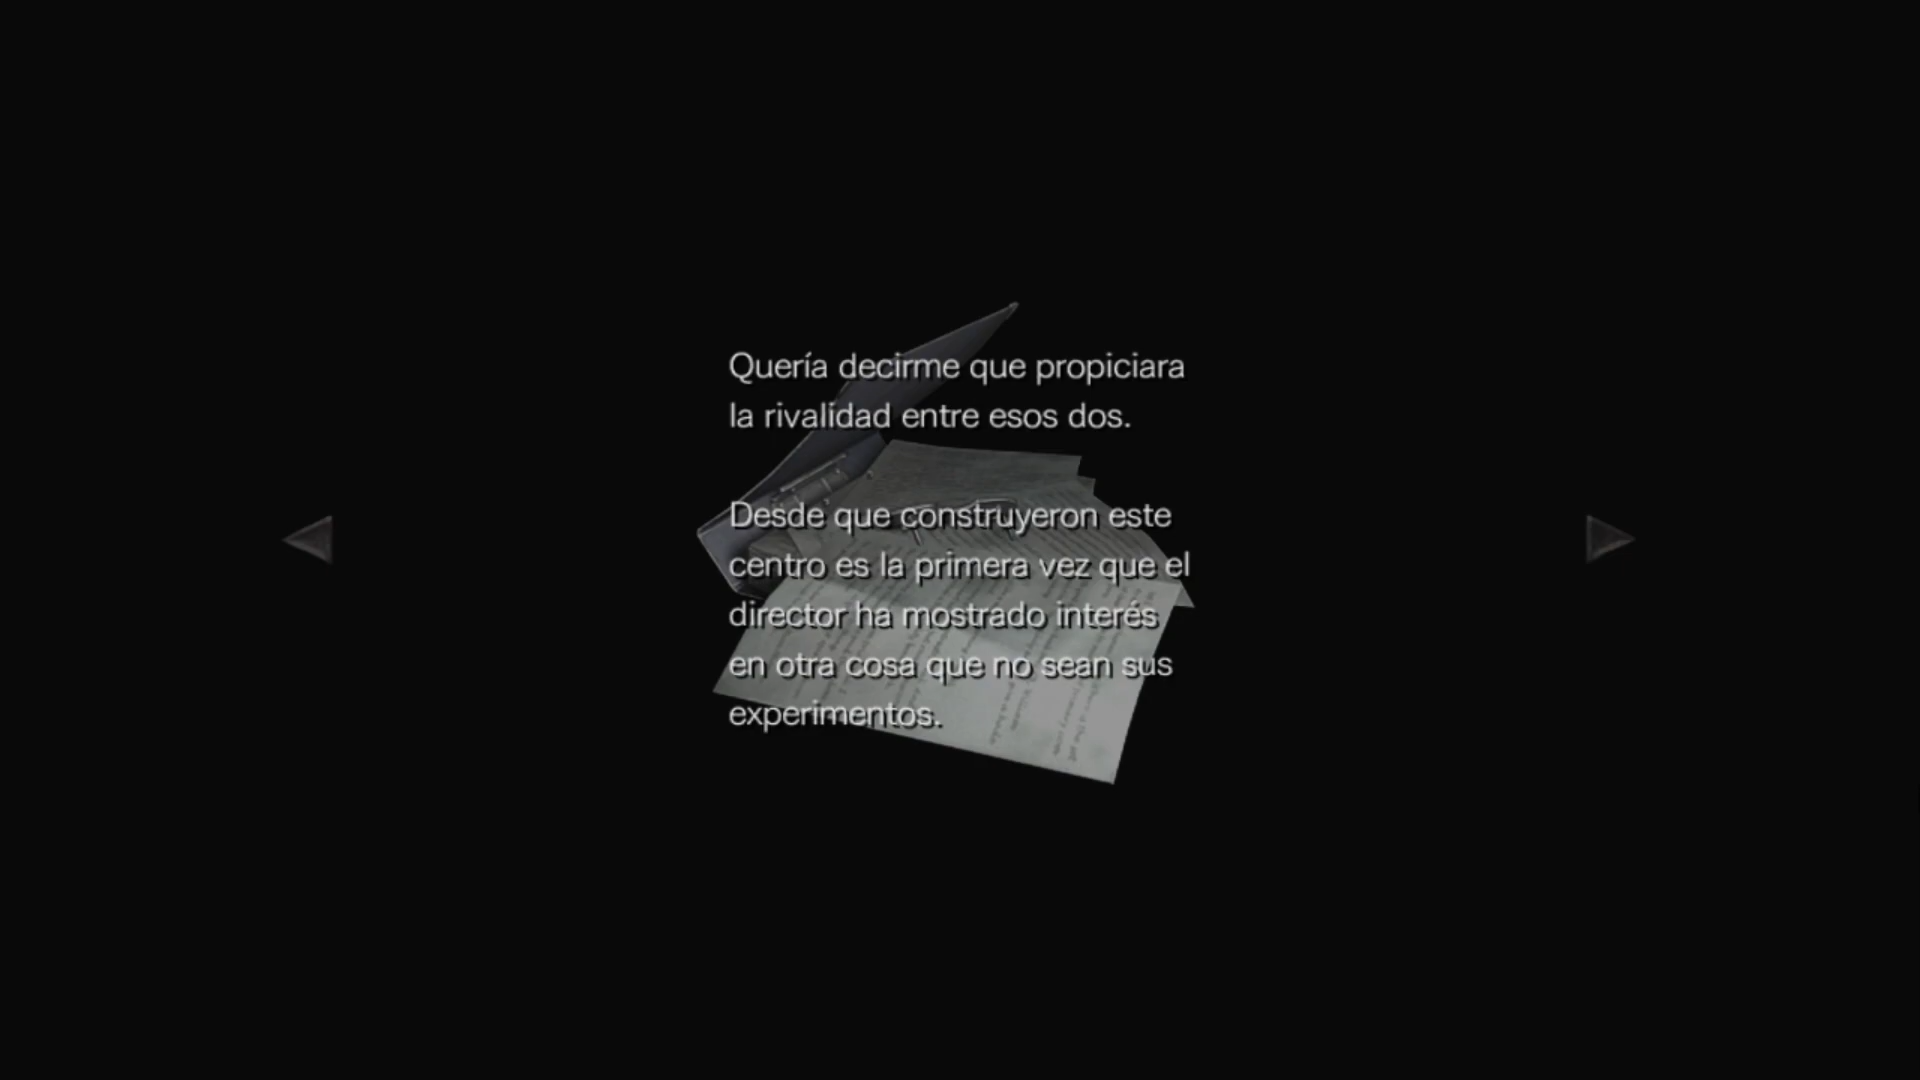 Quería decirme que propiciara
la rivalidad entre esos dos.
Desde que construyeron este
centro es la primera vez que el
director ha mostrado interés
en otra cosa que no sean sus
experimentos.